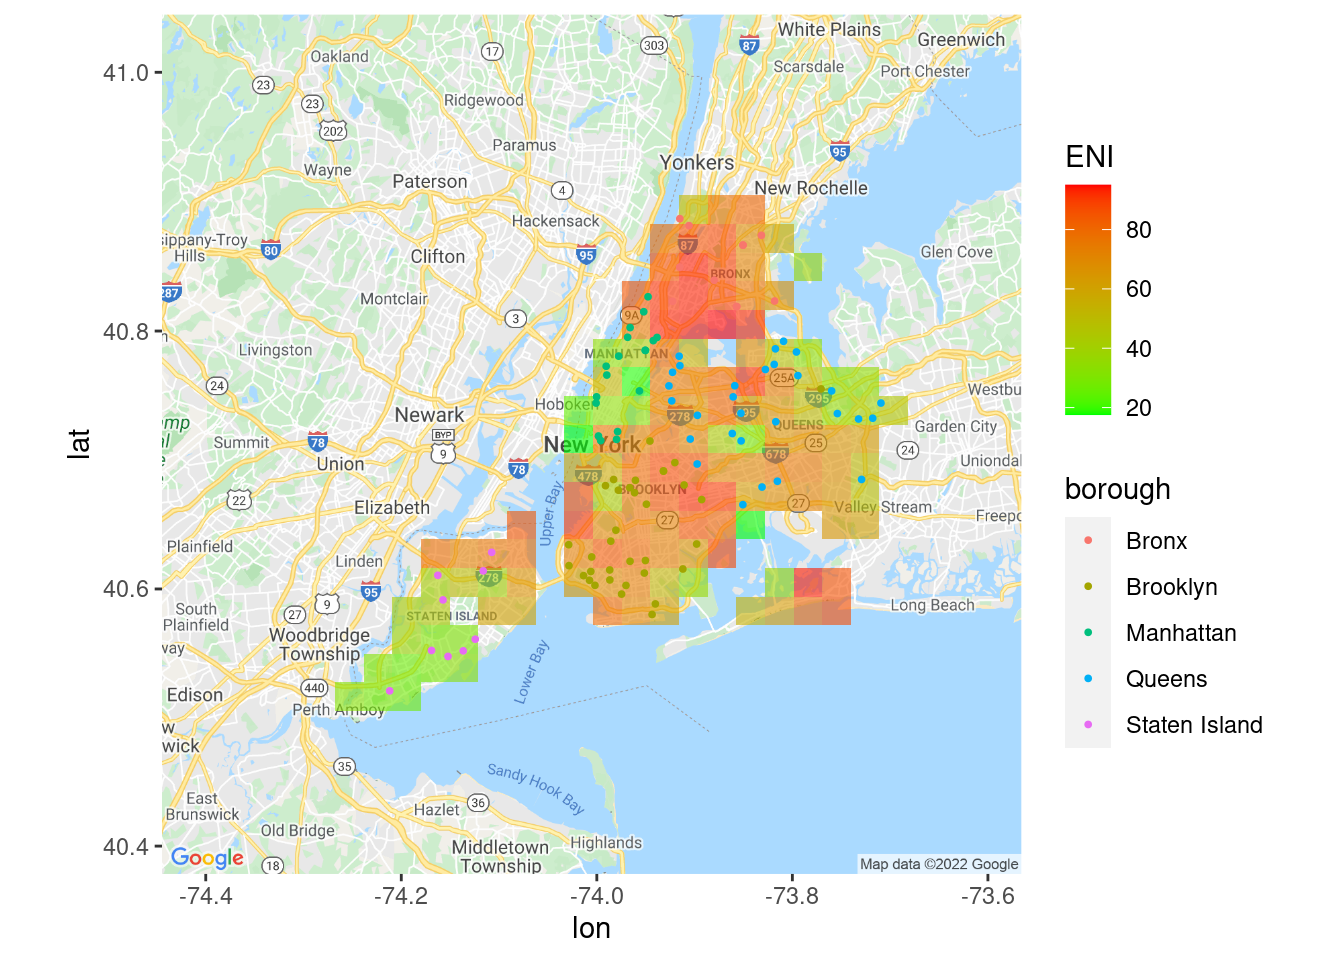 White Plains
Greenwich
87
303
17
Oakland
Scarsdale
Port Chester
41.0
23
23
Ridgewood
202
Paramus
95
Yonkers
Wayne
Paterson
4
New Rochelle
Hackensack
sippany-Troy
Hills
80
95
87
Glen Cove
Clifton
BRONX
287
Montclair
9A
3
40.8
Livingston
MANHATTAN
24
25A
Westbu
Hoboken
295
Newark
278
495
Garden City
QUEENS
Summit
78
BYP
9
New York
25
24
Union
78
678
Uniondal
478
BROOKLYN
22
27
Elizabeth
Upper Bay
27
Valley Stream
Freepo
Plainfield
Linden
278
40.6
95
Long Beach
South
Plainfield
27
9
STATEN ISLAND
Woodbridge
Township
way
Lower Bay
Edison
440
Perth Amboy
w
wick
35
Sandy Hook Bay
East
Brunswick
Hazlet
36
Old Bridge
Middletown
Township
Highlands
40.4
Google
18
Map data ©2022 Google
-74.4
-74.2
-74.0
-73.8
-73.6
lon
lat
ENI
80
60
40
20
borough
Bronx
Brooklyn
Manhattan
Queens
Staten Island